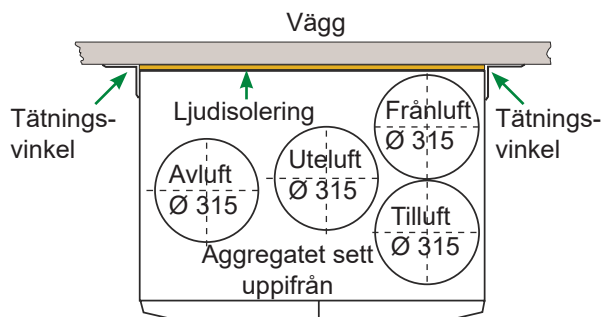 Vägg
Tätnings-
vinkel
Ljudisolering
Frånluft
Ø 315
Tätnings-
vinkel
Avluft
Ø 315
Uteluft
Ø 315
Tilluft
Ø 315
Aggregatet sett
uppifrån